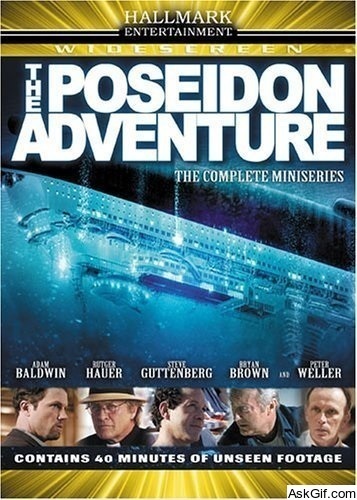 HALLMARK
ENTERTAINMENT.
WIDESCREEN
THE POSEIDON
ADVENTURE
THE COMPLETE MINISERIES
ADAM BALDWIN RUTGER HAUER STEVE GUTTENBERG BRYAN BROWN AND PETER WELLER
CONTAINS 40 MINUTES OF UNSEEN FOOTAGE
AskGif.com